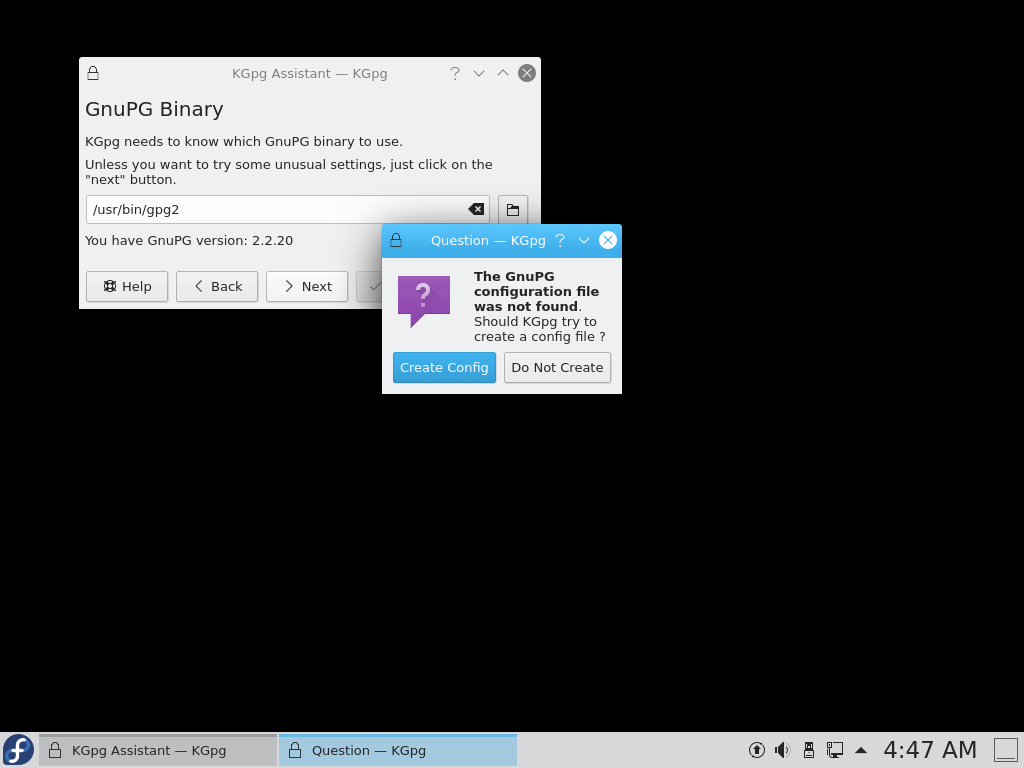 KGpg Assistant — KGpg
GnuPG Binary
KGpg needs to know which GnuPG binary to use.
Unless you want to try some unusual settings, just click on the
"next" button.
/usr/bin/gpg2
You have GnuPG version: 2.2.20
Help
Back
Next
Question — KGpg
The GnuPG
configuration file
was not found.
Should KGpg try to
create a config file ?
Create Config
Do Not Create
KGpg Assistant — KGpg
Question — KGpg
4:47 AM